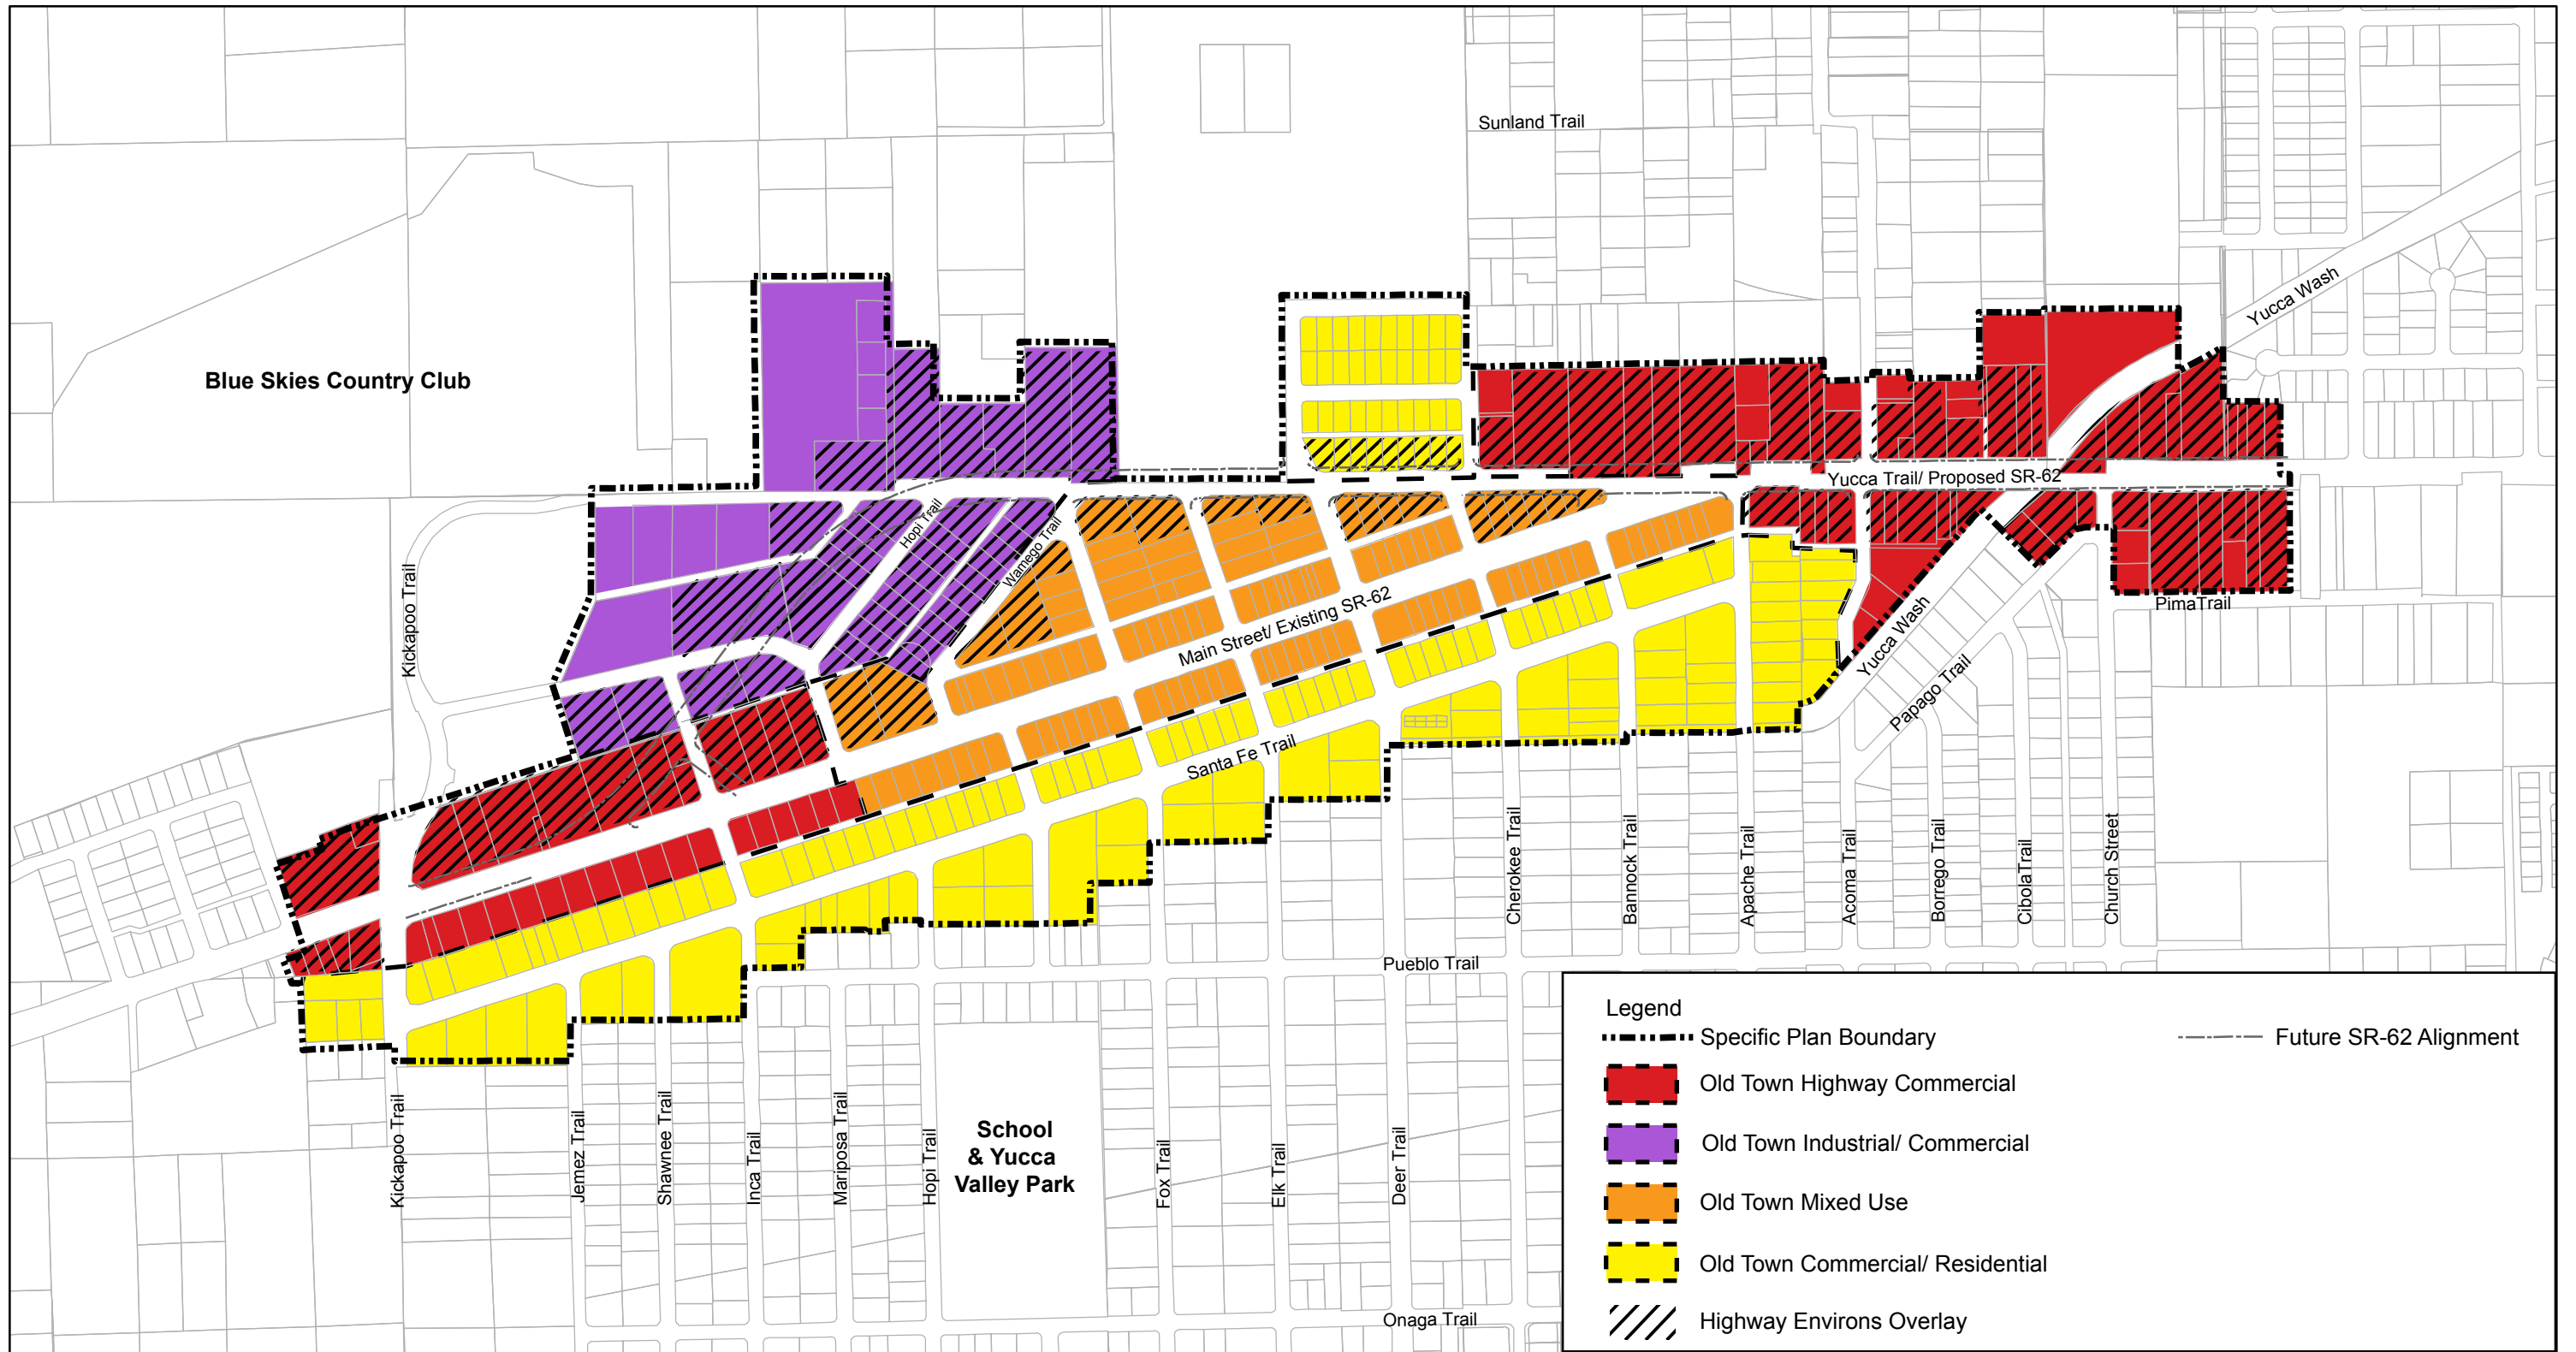 Sunland Trail
Yucca Wash
Blue Skies Country Club
Yucca Trail/ Proposed SR-62
Hopi Trail
Wamego Trail
Kickapoo Trail
Main Street/ Existing SR-62
PimaTrail
Yucca Wash
Papago Trail
Santa Fe Trail
Cherokee Trail
Bannock Trail
Apache Trail
Acoma Trail
Borrego Trail
CibolaTrail
Church Street
Pueblo Trail
Kickapoo Trail
Jemez Trail
Shawnee Trail
Inca Trail
Mariposa Trail
Hopi Trail
School
& Yucca
Valley Park
Fox Trail
Elk Trail
Deer Trail
Onaga Trail
Legend
Specific Plan Boundary
Future SR-62 Alignment
Old Town Highway Commercial
Old Town Industrial/ Commercial
Old Town Mixed Use
Old Town Commercial/ Residential
Highway Environs Overlay